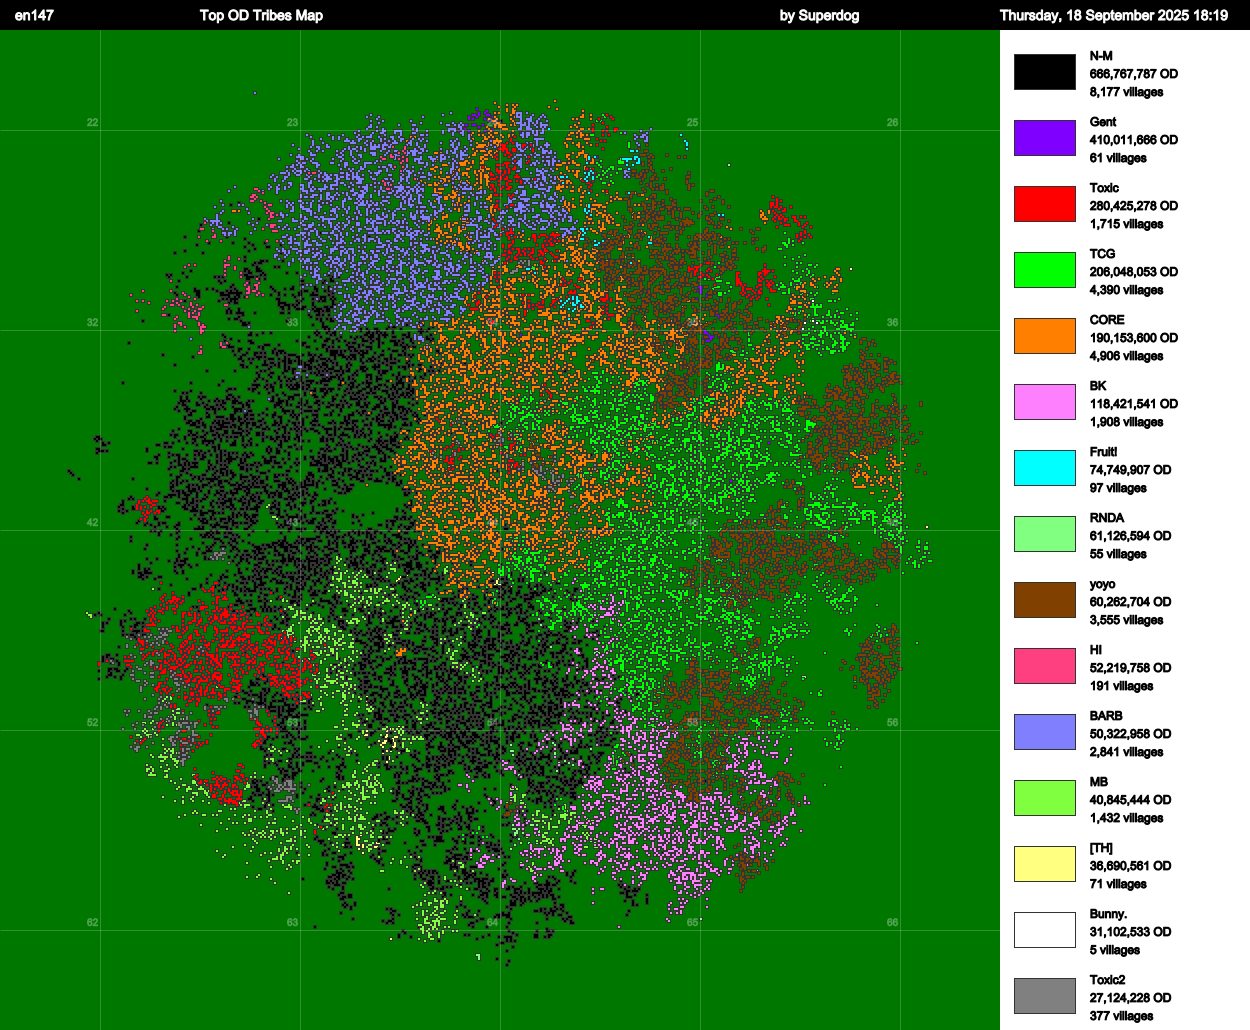 en147 Top OD Tribes Map by Superdog Thursday, 18 September 2025 18:19
22 23 25 26
32 33 36
42 43
52 53 54 55 56
62 63 64 65 66
N-M
666,767,787 OD
8,177 villages
Gent
410,011,666 OD
61 villages
Toxic
280,425,278 OD
1,715 villages
TCG
206,048,053 OD
4,390 villages
CORE
190,153,600 OD
4,906 villages
BK
118,421,541 OD
1,908 villages
Fruit!
74,749,907 OD
97 villages
RNDA
61,126,594 OD
55 villages
yoyo
60,262,704 OD
3,555 villages
HI
52,219,758 OD
191 villages
BARB
50,322,958 OD
2,841 villages
MB
40,845,444 OD
1,432 villages
[TH]
36,690,561 OD
71 villages
Bunny.
31,102,533 OD
5 villages
Toxic2
27,124,228 OD
377 villages